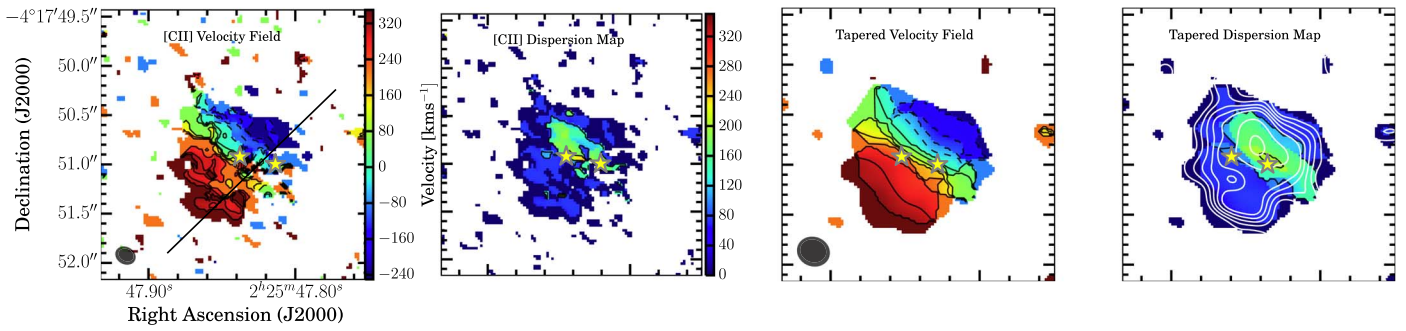 [CII] Velocity Field
[CII] Dispersion Map
Tapered Velocity Field
Tapered Dispersion Map
Declination (J2000)
−4°17′49.5″
50.0″
50.5″
51.0″
51.5″
52.0″
47.90ˢ
2ʰ25ᵐ47.80ˢ
Right Ascension (J2000)
320
240
160
80
0
−80
−160
−240
Velocity [kms⁻¹]
320
280
240
200
160
120
80
40
0